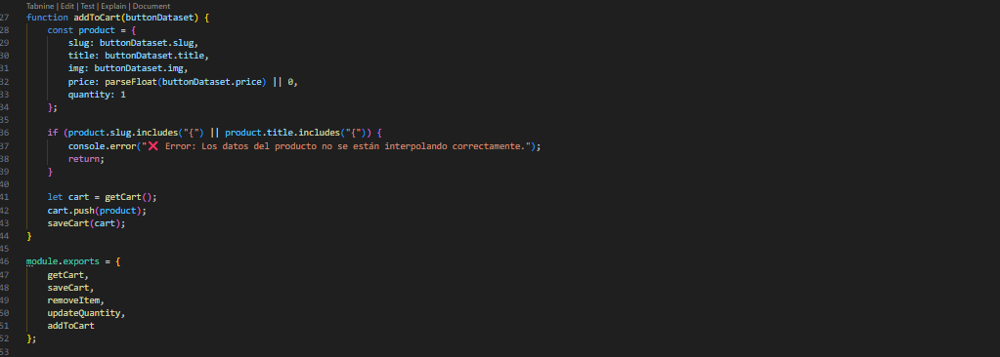 Tabnine | Edit | Test | Explain | Document
27 function addToCart(buttonDataset) {
28 const product = {
29 slug: buttonDataset.slug,
30 title: buttonDataset.title,
31 img: buttonDataset.img,
32 price: parseFloat(buttonDataset.price) || 0,
33 quantity: 1
34 };
35
36 if (product.slug.includes("{") || product.title.includes("{")) {
37 console.error("❌ Error: Los datos del producto no se están interpolando correctamente.");
38 return;
39 }
40
41 let cart = getCart();
42 cart.push(product);
43 saveCart(cart);
44 }
45
46 module.exports = {
47 getCart,
48 saveCart,
49 removeItem,
50 updateQuantity,
51 addToCart
52 };
53